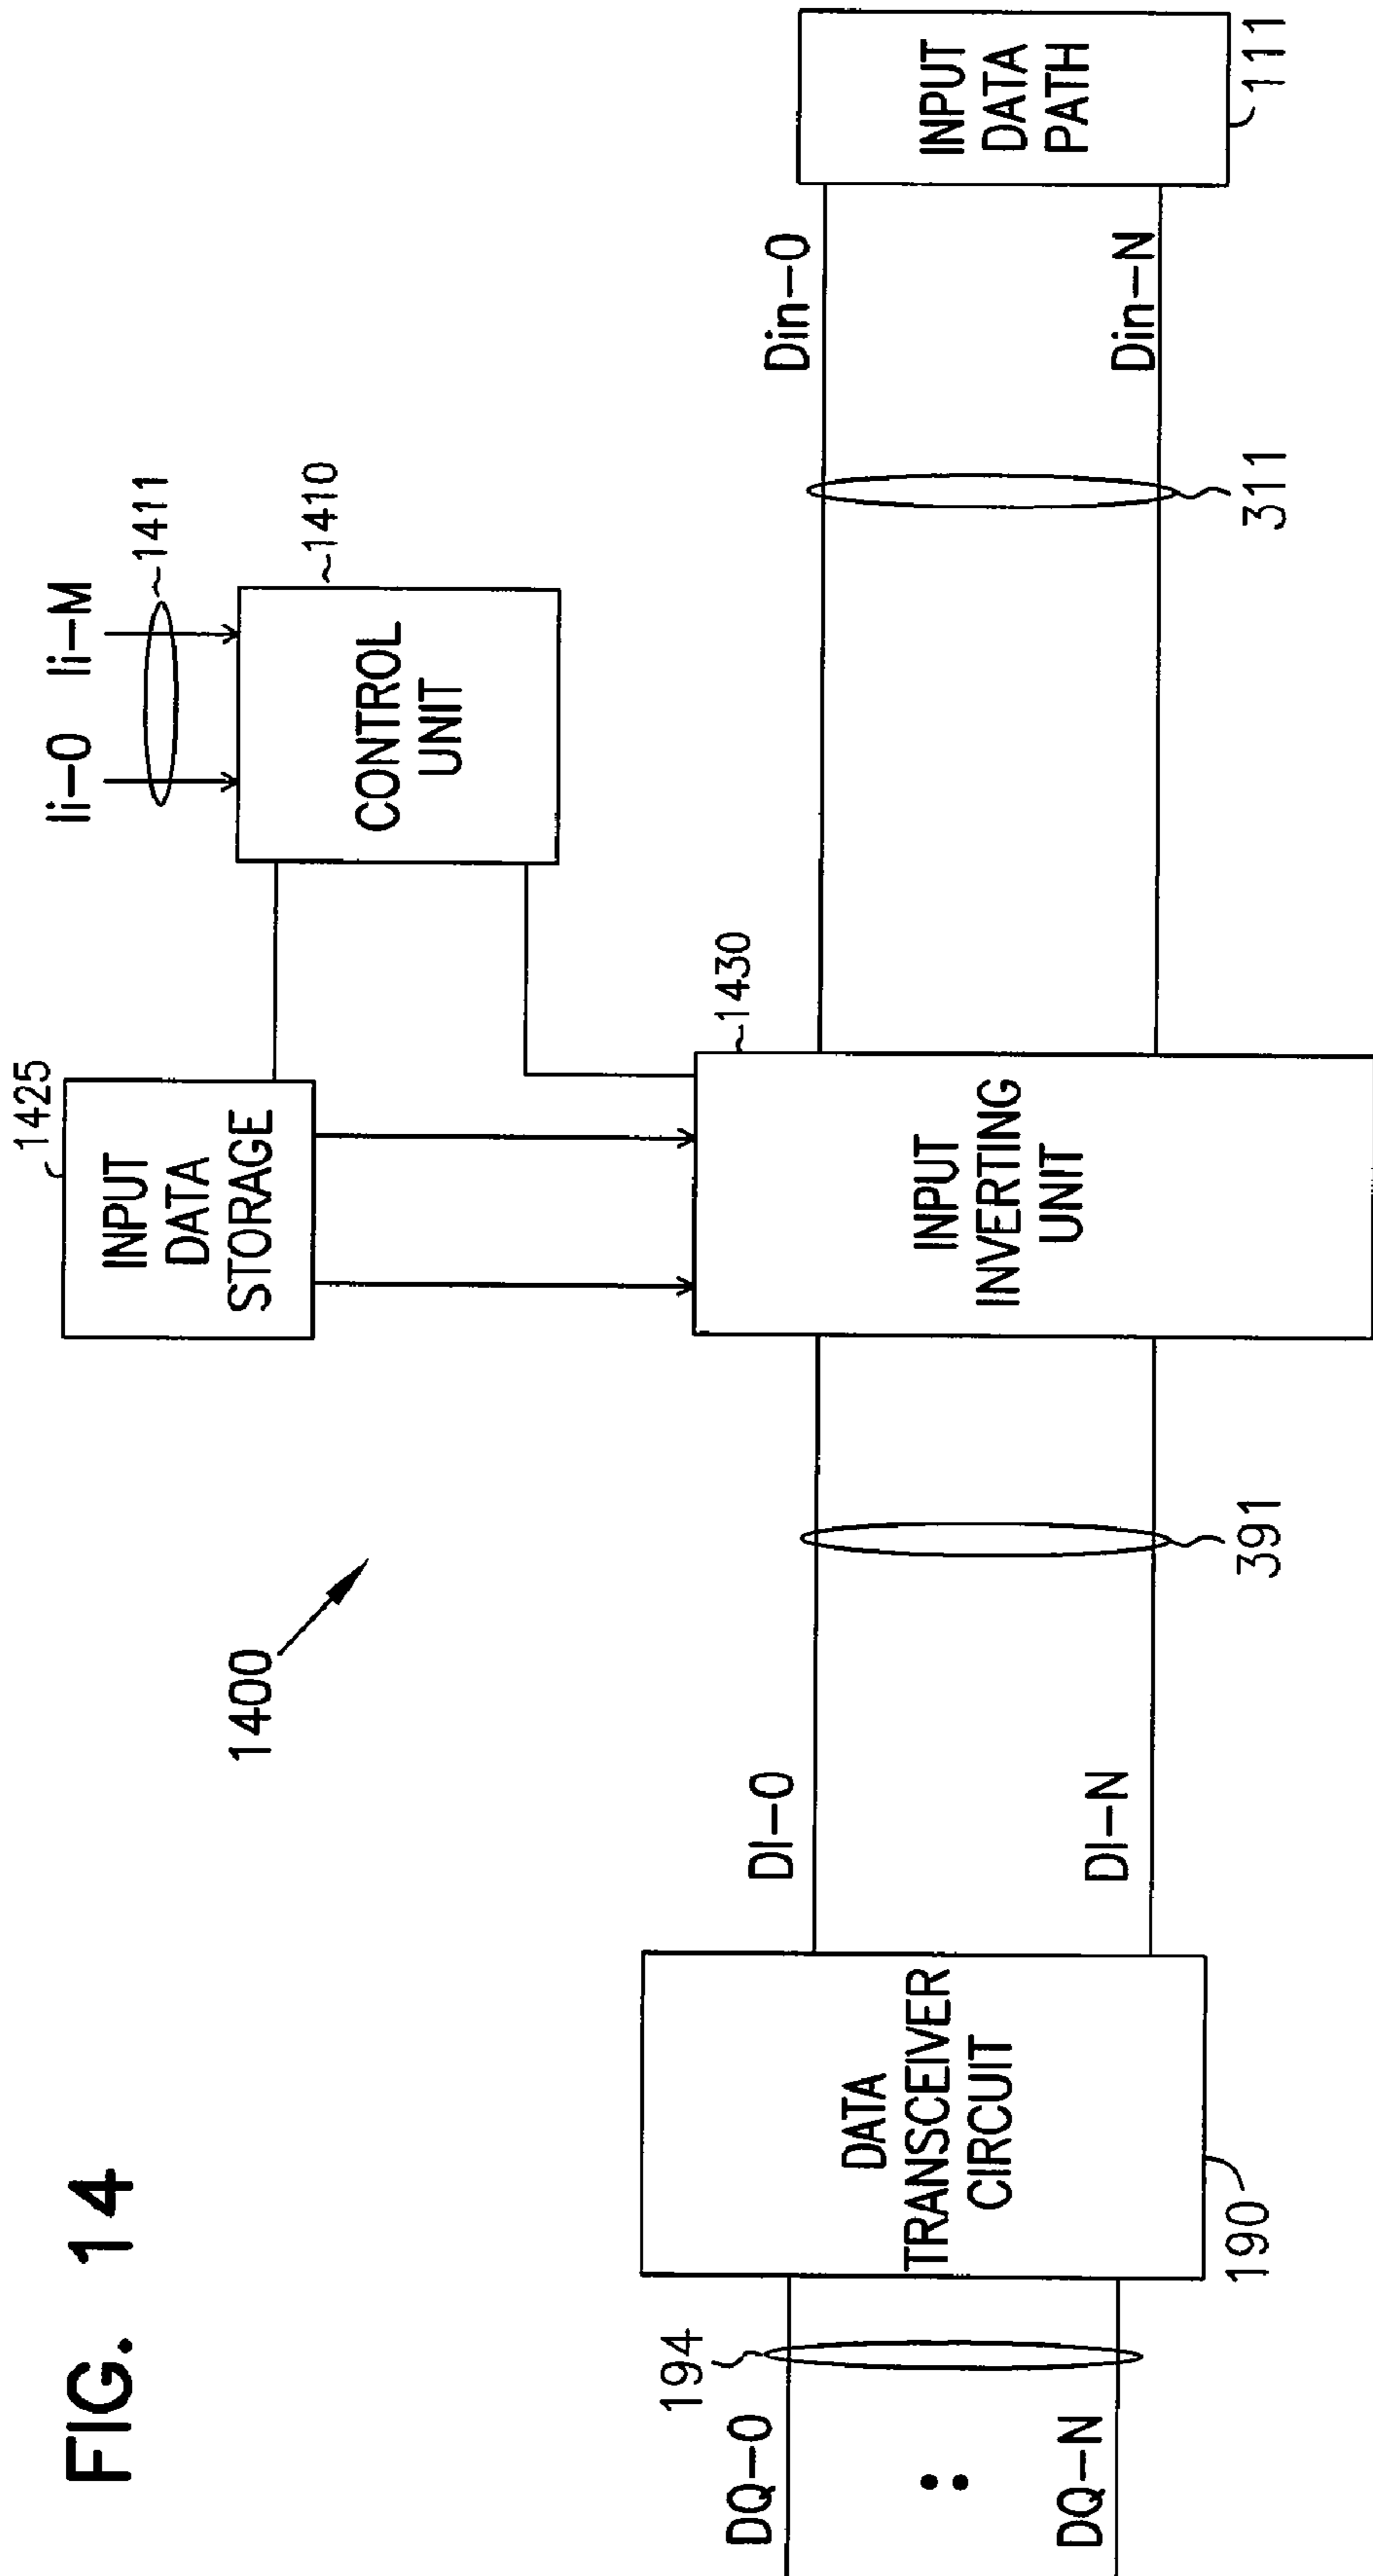 FIG. 14
1400
1425
INPUT
DATA
STORAGE
Ii-0 Ii-M
1411
1410
CONTROL
UNIT
1430
INPUT
INVERTING
UNIT
DQ-0
DQ-N
194
DATA
TRANSCEIVER
CIRCUIT
190
DI-0
DI-N
391
Din-0
Din-N
311
INPUT
DATA
PATH
111